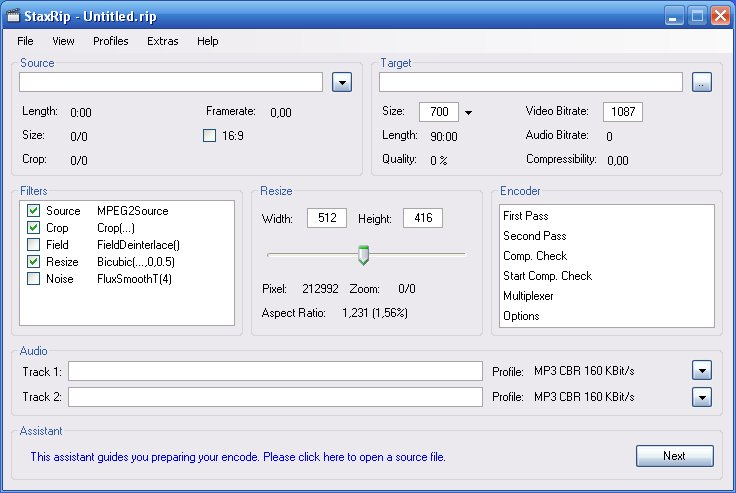 StaxRip - Untitled.rip
File View Profiles Extras Help
Source
Length: 0:00 Framerate: 0,00
Size: 0/0 16:9
Crop: 0/0
Target
..
Size: 700 Video Bitrate: 1087
Length: 90:00 Audio Bitrate: 0
Quality: 0 % Compressibility: 0,00
Filters
Source MPEG2Source
Crop Crop(...)
Field FieldDeinterlace()
Resize Bicubic(...,0,0.5)
Noise FluxSmoothT(4)
Resize
Width: 512 Height: 416
Pixel: 212992 Zoom: 0/0
Aspect Ratio: 1,231 (1,56%)
Encoder
First Pass
Second Pass
Comp. Check
Start Comp. Check
Multiplexer
Options
Audio
Track 1: Profile: MP3 CBR 160 KBit/s
Track 2: Profile: MP3 CBR 160 KBit/s
Assistant
This assistant guides you preparing your encode. Please click here to open a source file.
Next